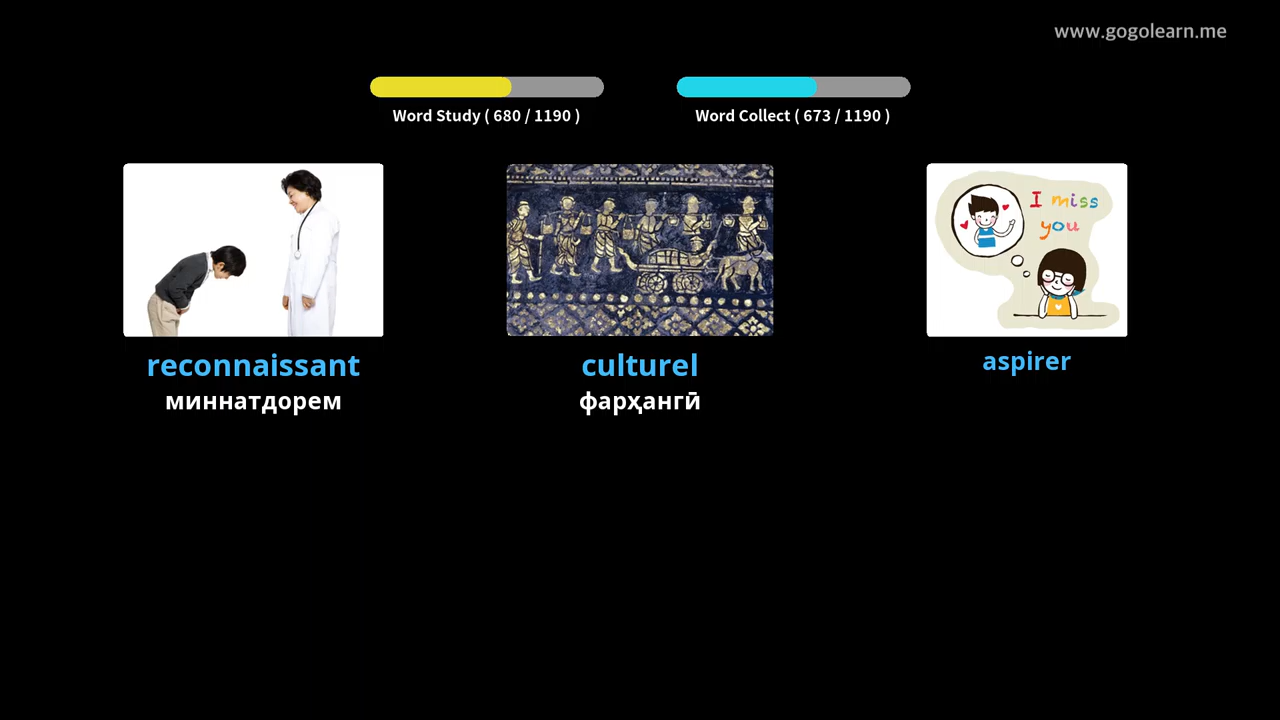 www.gogolearn.me
Word Study ( 680 / 1190 )
Word Collect ( 673 / 1190 )
I miss
you
reconnaissant
culturel
aspirer
миннатдорем
фарҳангӣ